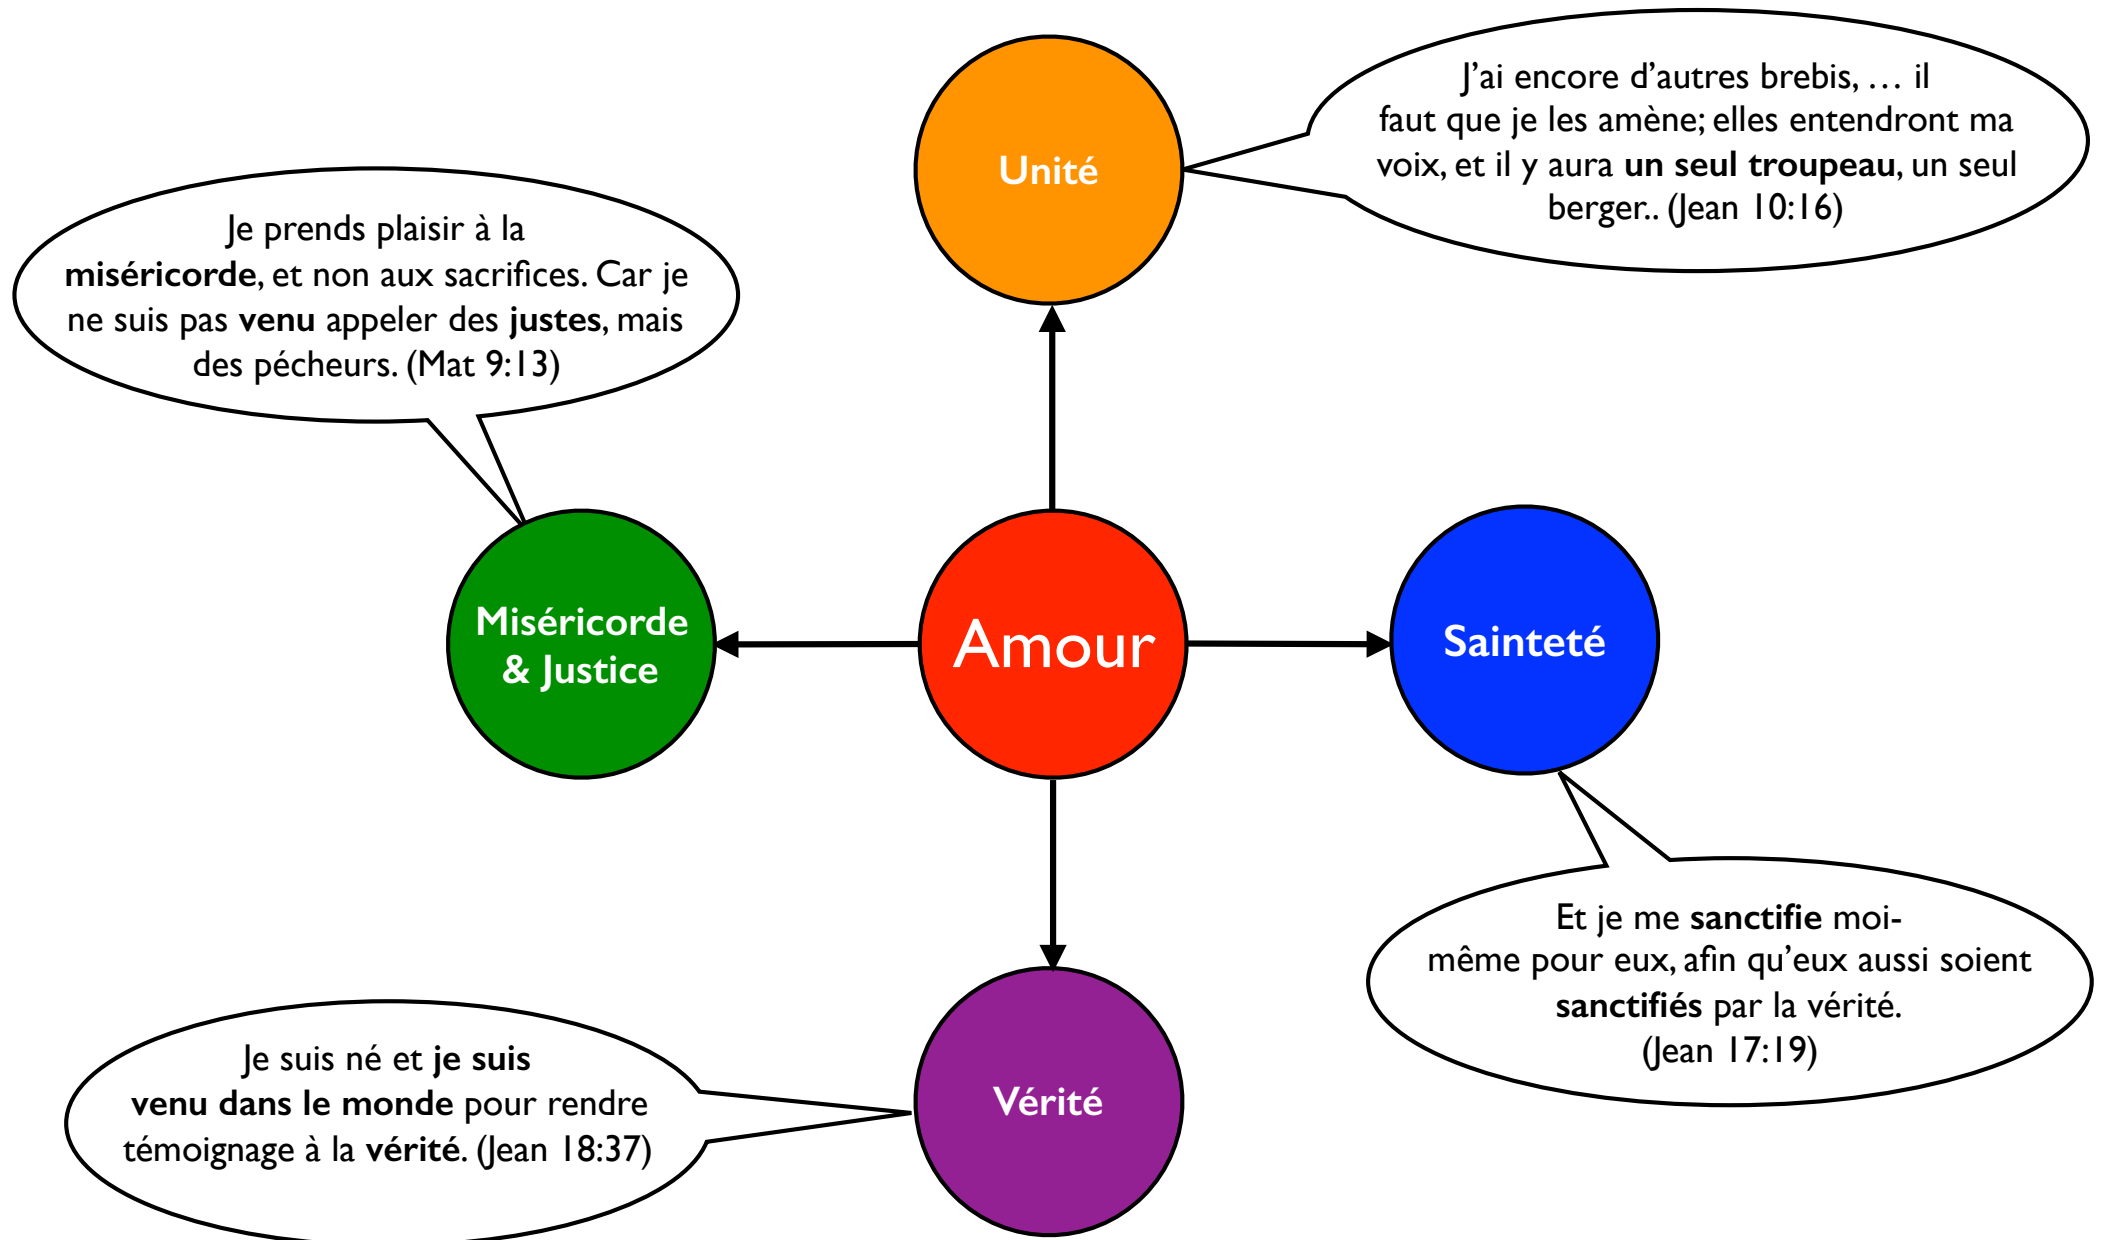 J’ai encore d’autres brebis, … il
faut que je les amène; elles entendront ma
voix, et il y aura un seul troupeau, un seul
berger.. (Jean 10:16)
Unité
Je prends plaisir à la
miséricorde, et non aux sacrifices. Car je
ne suis pas venu appeler des justes, mais
des pécheurs. (Mat 9:13)
Miséricorde
& Justice
Amour
Sainteté
Et je me sanctifie moi-
même pour eux, afin qu’eux aussi soient
sanctifiés par la vérité.
(Jean 17:19)
Je suis né et je suis
venu dans le monde pour rendre
témoignage à la vérité. (Jean 18:37)
Vérité